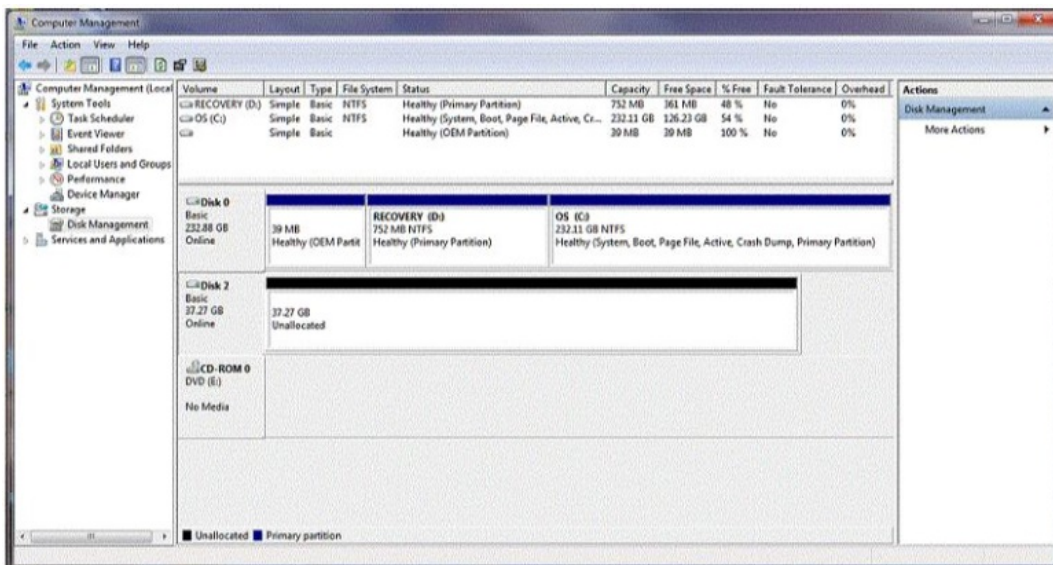 Computer Management
File Action View Help
Computer Management (Local
System Tools
Task Scheduler
Event Viewer
Shared Folders
Local Users and Groups
Performance
Device Manager
Storage
Disk Management
Services and Applications
Volume Layout Type File System Status Capacity Free Space % Free Fault Tolerance Overhead
RECOVERY (D:) Simple Basic NTFS Healthy (Primary Partition) 752 MB 361 MB 48 % No 0%
OS (C:) Simple Basic NTFS Healthy (System, Boot, Page File, Active, Cr... 232.11 GB 126.23 GB 54 % No 0%
Simple Basic Healthy (OEM Partition) 39 MB 39 MB 100 % No 0%
Disk 0
Basic
232.88 GB
Online
39 MB
Healthy (OEM Partit
RECOVERY (D:)
752 MB NTFS
Healthy (Primary Partition)
OS (C:)
232.11 GB NTFS
Healthy (System, Boot, Page File, Active, Crash Dump, Primary Partition)
Disk 2
Basic
37.27 GB
Online
37.27 GB
Unallocated
CD-ROM 0
DVD (E:)
No Media
Unallocated Primary partition
Actions
Disk Management
More Actions